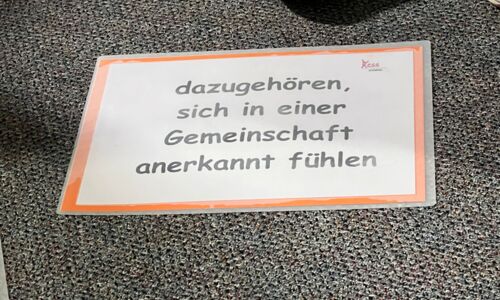 dazugehören,
sich in einer
Gemeinschaft
anerkannt fühlen